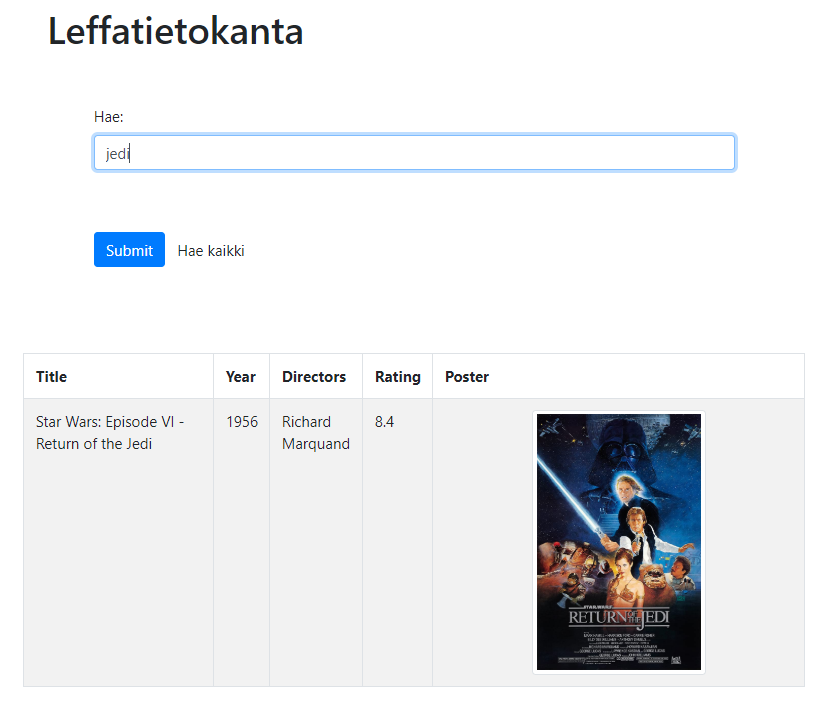 Leffatietokanta
Hae:
jedi
Submit Hae kaikki
Title Year Directors Rating Poster
Star Wars: Episode VI - 1956 Richard 8.4
Return of the Jedi Marquand
STAR WARS
RETURN OF THE JEDI